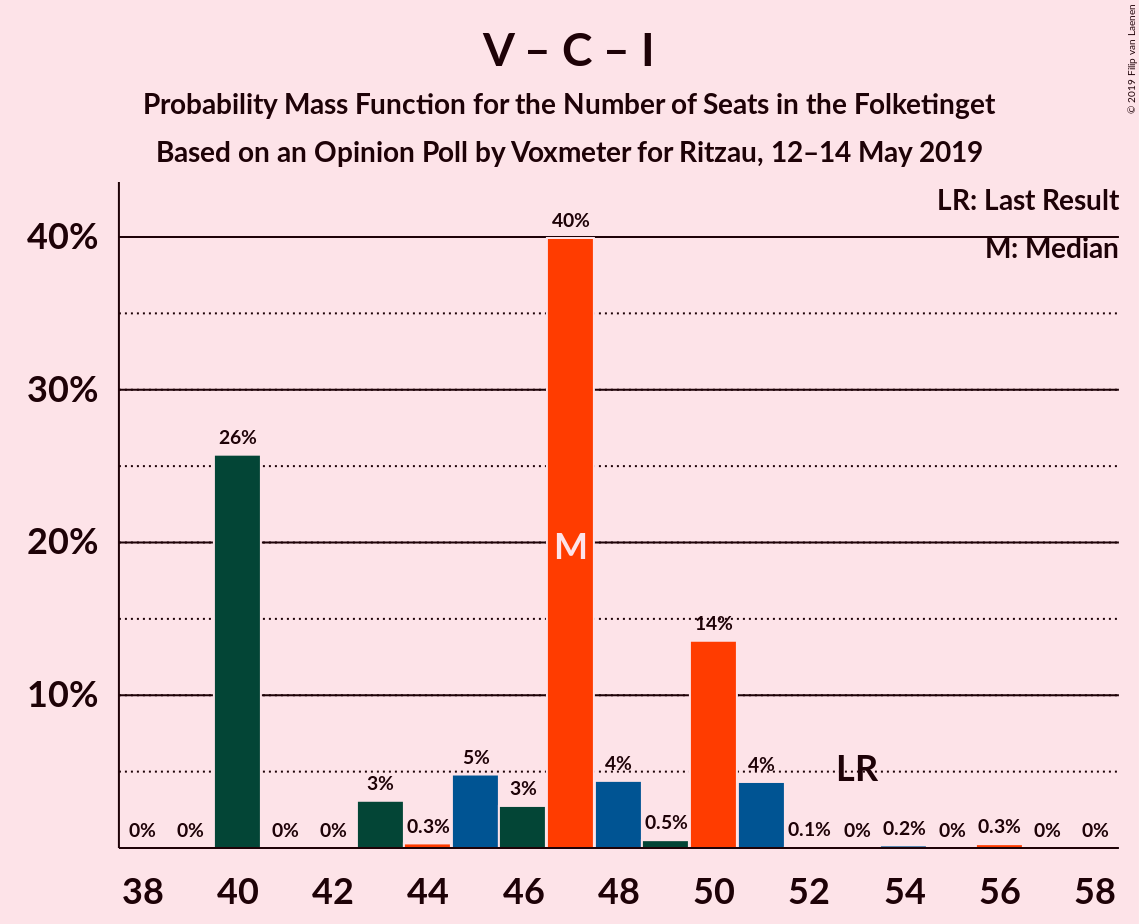 V – C – I
Probability Mass Function for the Number of Seats in the Folketinget
Based on an Opinion Poll by Voxmeter for Ritzau, 12–14 May 2019
© 2019 Filip van Laenen
LR: Last Result
M: Median
40%
30%
20%
10%
0%
0%
26%
0%
0%
3%
0.3%
5%
3%
40%
4%
0.5%
14%
4%
0.1%
0%
0.2%
0%
0.3%
0%
0%
M
LR
38 40 42 44 46 48 50 52 54 56 58